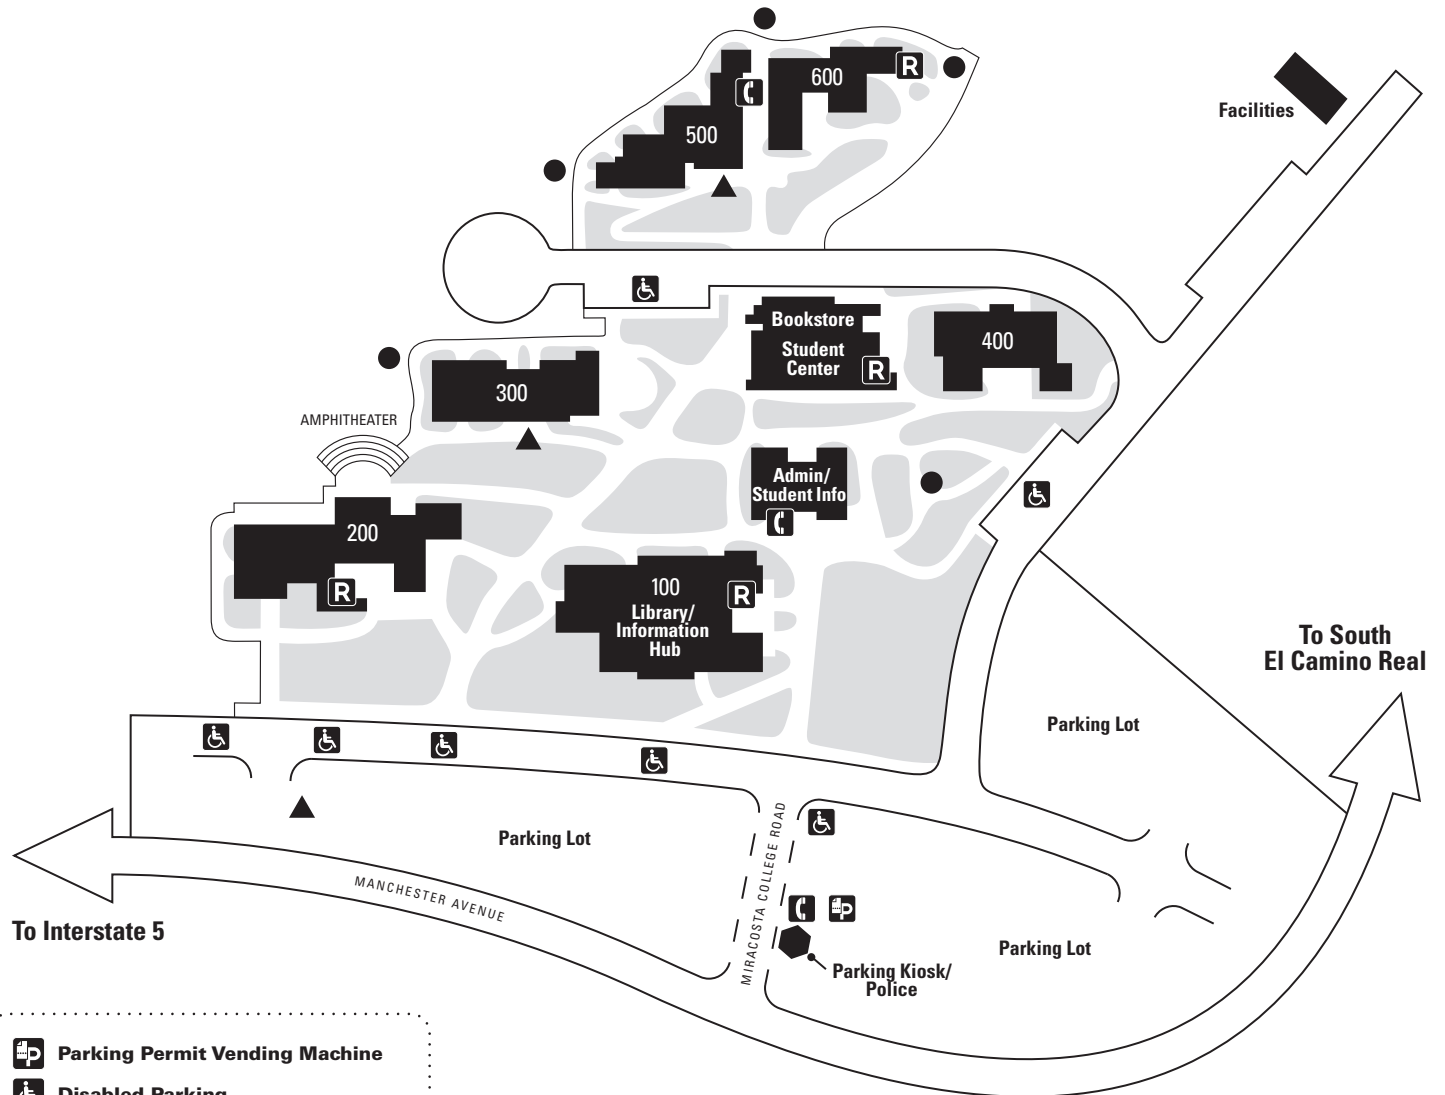 600
R
500
Facilities
Bookstore
Student
Center
R
400
300
AMPHITHEATER
Admin/
Student Info
200
R
100
Library/
Information
Hub
R
To South
El Camino Real
Parking Lot
Parking Lot
MIRACOSTA COLLEGE ROAD
MANCHESTER AVENUE
P
To Interstate 5
Parking Lot
Parking Kiosk/
Police
P
Parking Permit Vending Machine
Disabled Parking